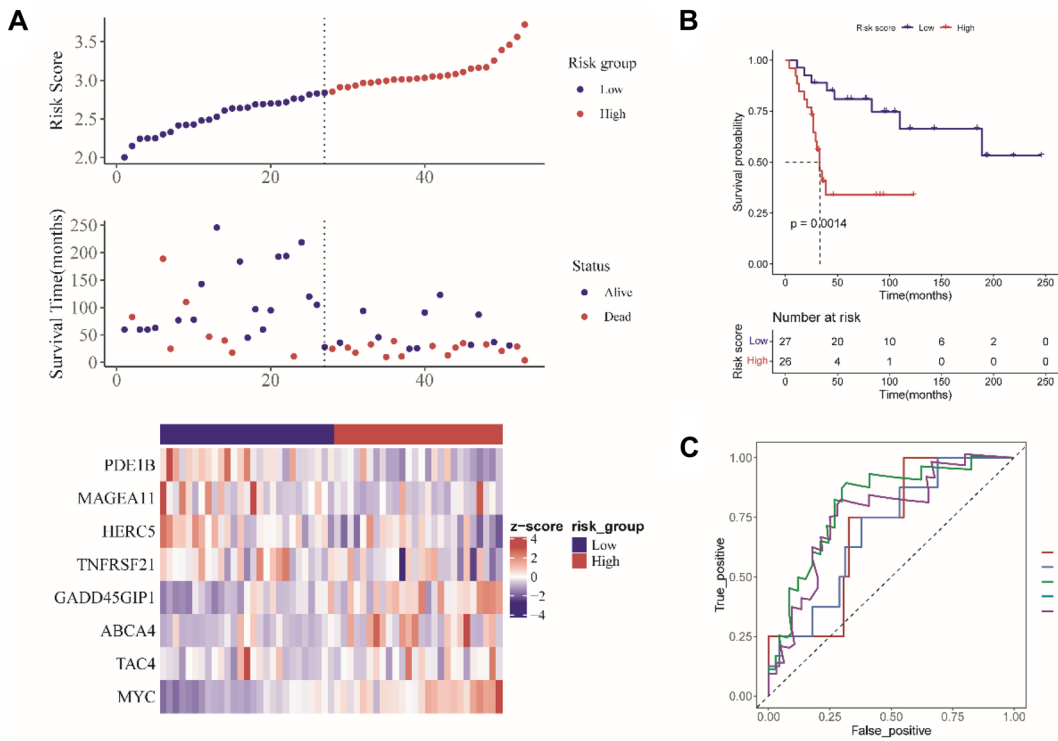 A
Risk Score
3.5
3.0
2.5
2.0
0
20
40
Risk group
Low
High
Survival Time(months)
250
200
150
100
50
0
0
20
40
Status
Alive
Dead
PDE1B
MAGEA11
HERC5
TNFRSF21
GADD45GIP1
ABCA4
TAC4
MYC
z-score
4
2
0
-2
-4
risk_group
Low
High
B
Risk score Low High
Survival probability
1.00
0.75
0.50
0.25
0.00
p = 0.0014
0 50 100 150 200 250
Time(months)
Number at risk
Risk score
Low 27 20 10 6 2 0
High 26 4 1 0 0 0
0 50 100 150 200 250
Time(months)
C
True_positive
1.00
0.75
0.50
0.25
0.00
0.00 0.25 0.50 0.75 1.00
False_positive